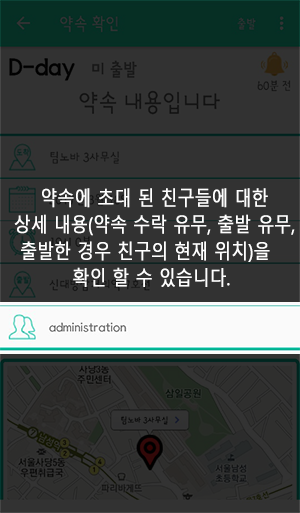 약속 확인
출발
D-day 미 출발
60분 전
약속 내용입니다
팀노바 3사무실
약속에 초대 된 친구들에 대한
상세 내용(약속 수락 유무, 출발 유무,
출발한 경우 친구의 현재 위치)을
확인 할 수 있습니다.
administration
사당3동
주민센터
삼일공원
팀노바 3사무실 >
서울사당5동
우편취급국
파리바게뜨
서울남성
초등학교